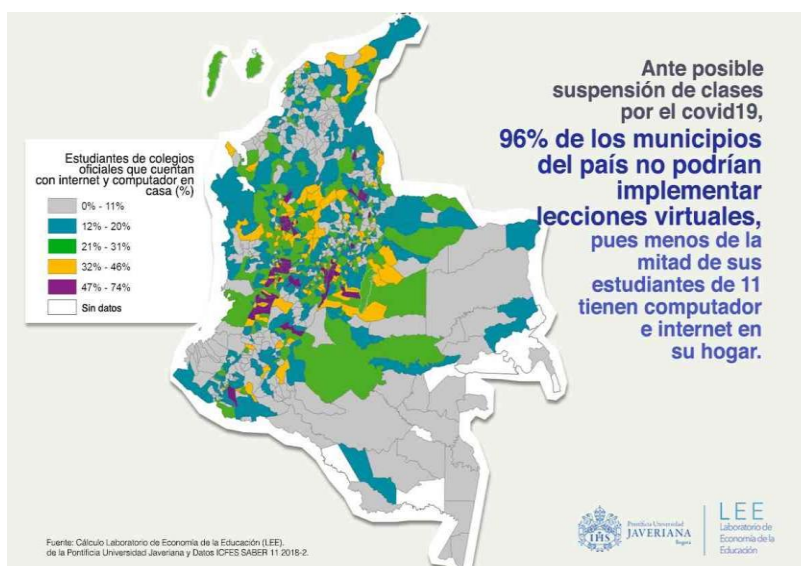 Ante posible
suspensión de clases
por el covid19,
96% de los municipios
del país no podrían
implementar
lecciones virtuales,
pues menos de la
mitad de sus
estudiantes de 11
tienen computador
e internet en
su hogar.
Estudiantes de colegios
oficiales que cuentan
con internet y computador en
casa (%)
0% - 11%
12% - 20%
21% - 31%
32% - 46%
47% - 74%
Sin datos
Fuente: Cálculo Laboratorio de Economía de la Educación (LEE).
de la Pontificia Universidad Javeriana y Datos ICFES SABER 11 2018-2.
IHS
Pontificia Universidad
JAVERIANA
Bogotá
LEE
Laboratorio de
Economía de la
Educación